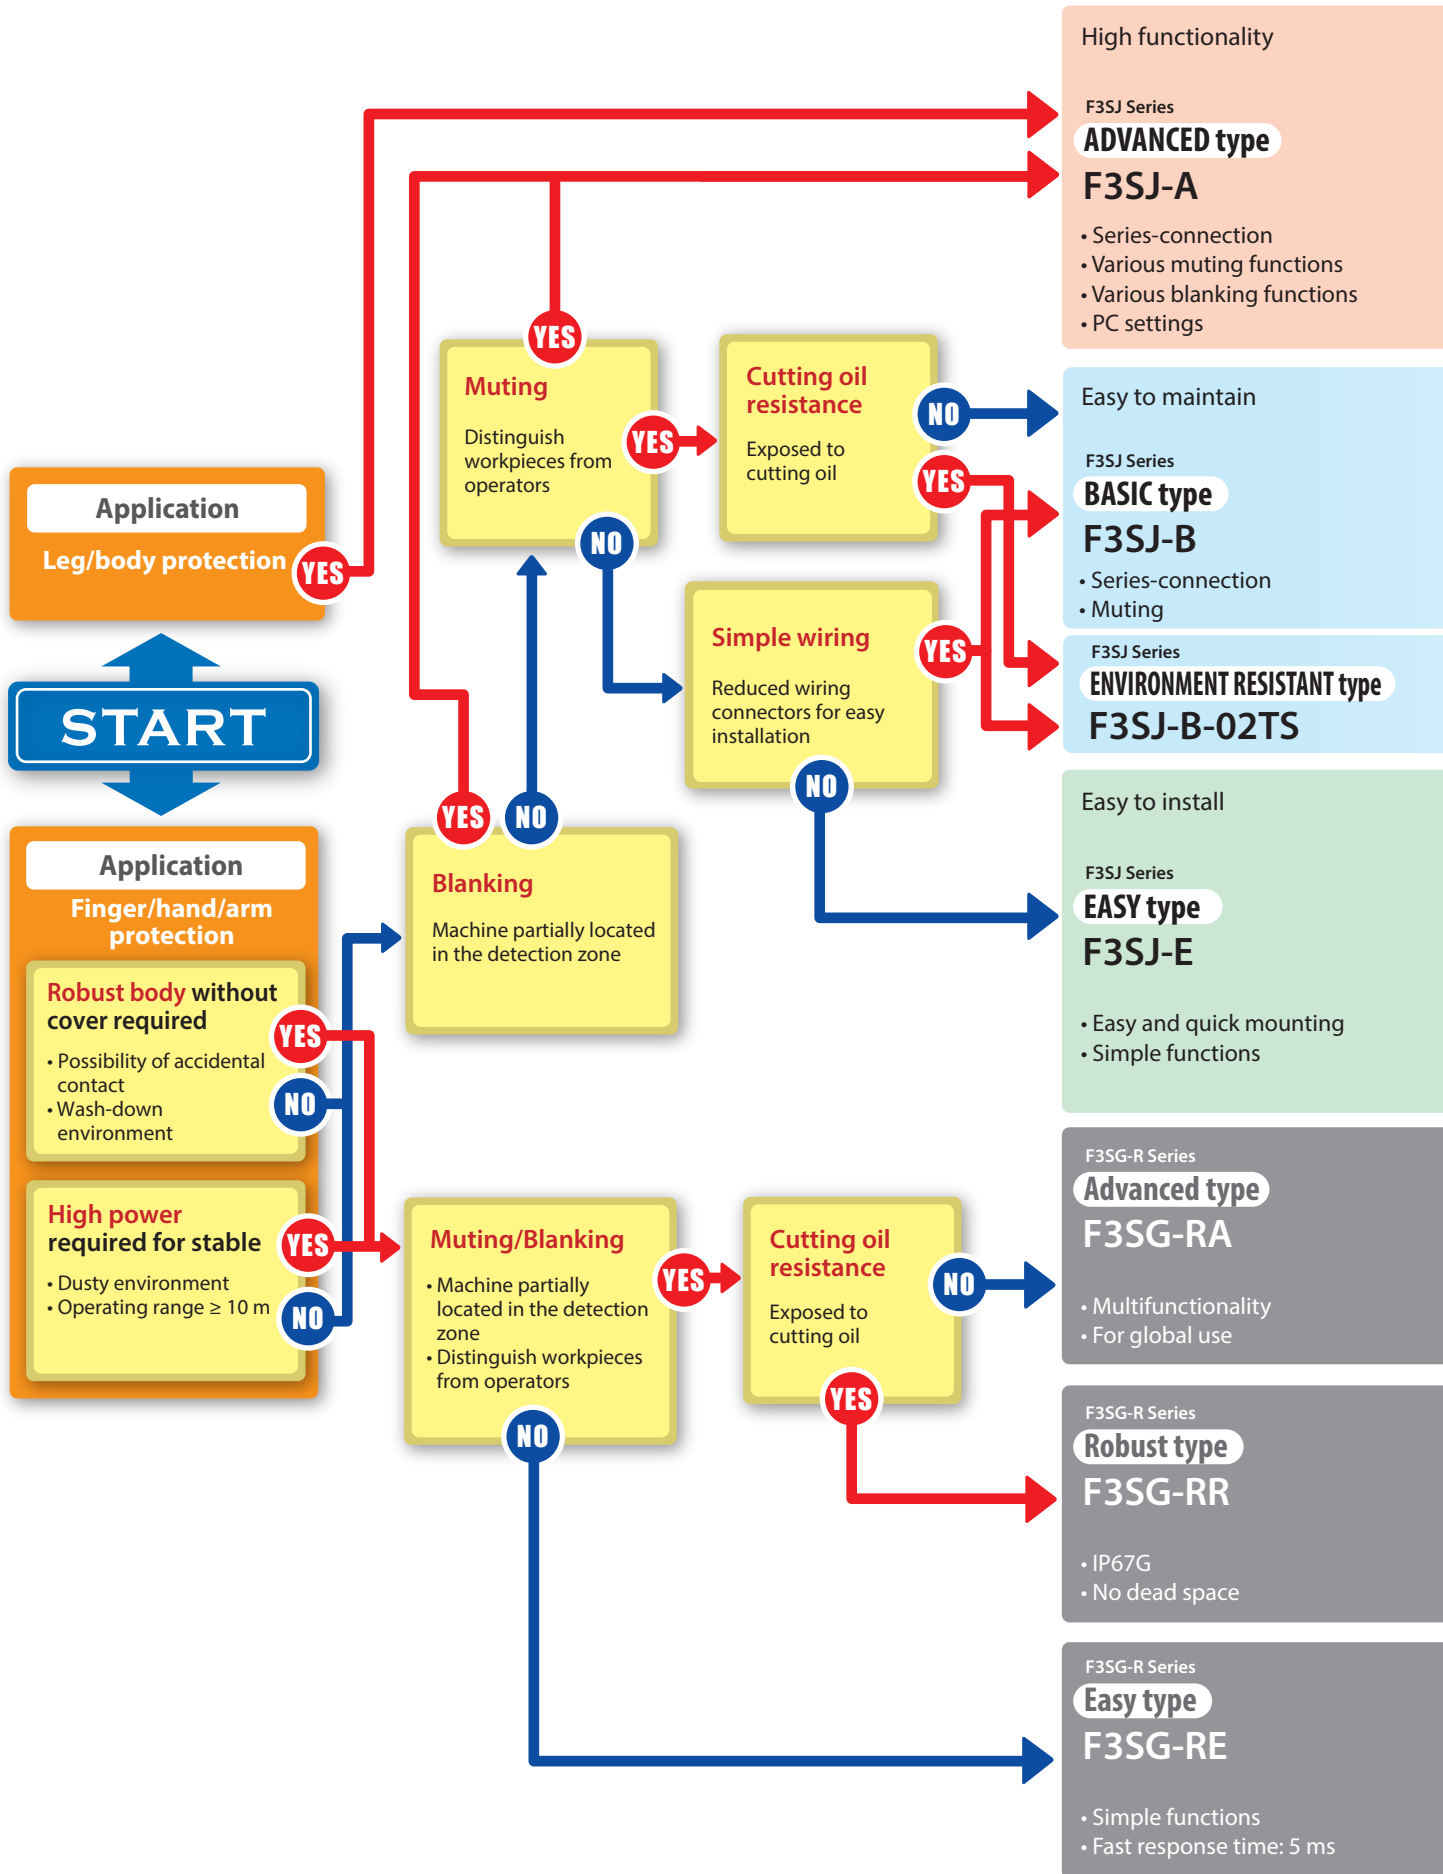 High functionality
F3SJ Series
ADVANCED type
F3SJ-A
• Series-connection
• Various muting functions
• Various blanking functions
• PC settings
YES
Muting
Distinguish
workpieces from
operators
YES
NO
Cutting oil
resistance
Exposed to
cutting oil
NO
YES
Easy to maintain
F3SJ Series
BASIC type
F3SJ-B
• Series-connection
• Muting
Application
Leg/body protection
YES
START
Simple wiring
Reduced wiring
connectors for easy
installation
YES
NO
F3SJ Series
ENVIRONMENT RESISTANT type
F3SJ-B-02TS
Easy to install
F3SJ Series
EASY type
F3SJ-E
• Easy and quick mounting
• Simple functions
YES
NO
Blanking
Machine partially located
in the detection zone
Application
Finger/hand/arm
protection
Robust body without
cover required
• Possibility of accidental
contact
• Wash-down
environment
YES
NO
High power
required for stable
• Dusty environment
• Operating range ≥ 10 m
YES
NO
Muting/Blanking
• Machine partially
located in the detection
zone
• Distinguish workpieces
from operators
YES
NO
Cutting oil
resistance
Exposed to
cutting oil
NO
YES
F3SG-R Series
Advanced type
F3SG-RA
• Multifunctionality
• For global use
F3SG-R Series
Robust type
F3SG-RR
• IP67G
• No dead space
F3SG-R Series
Easy type
F3SG-RE
• Simple functions
• Fast response time: 5 ms